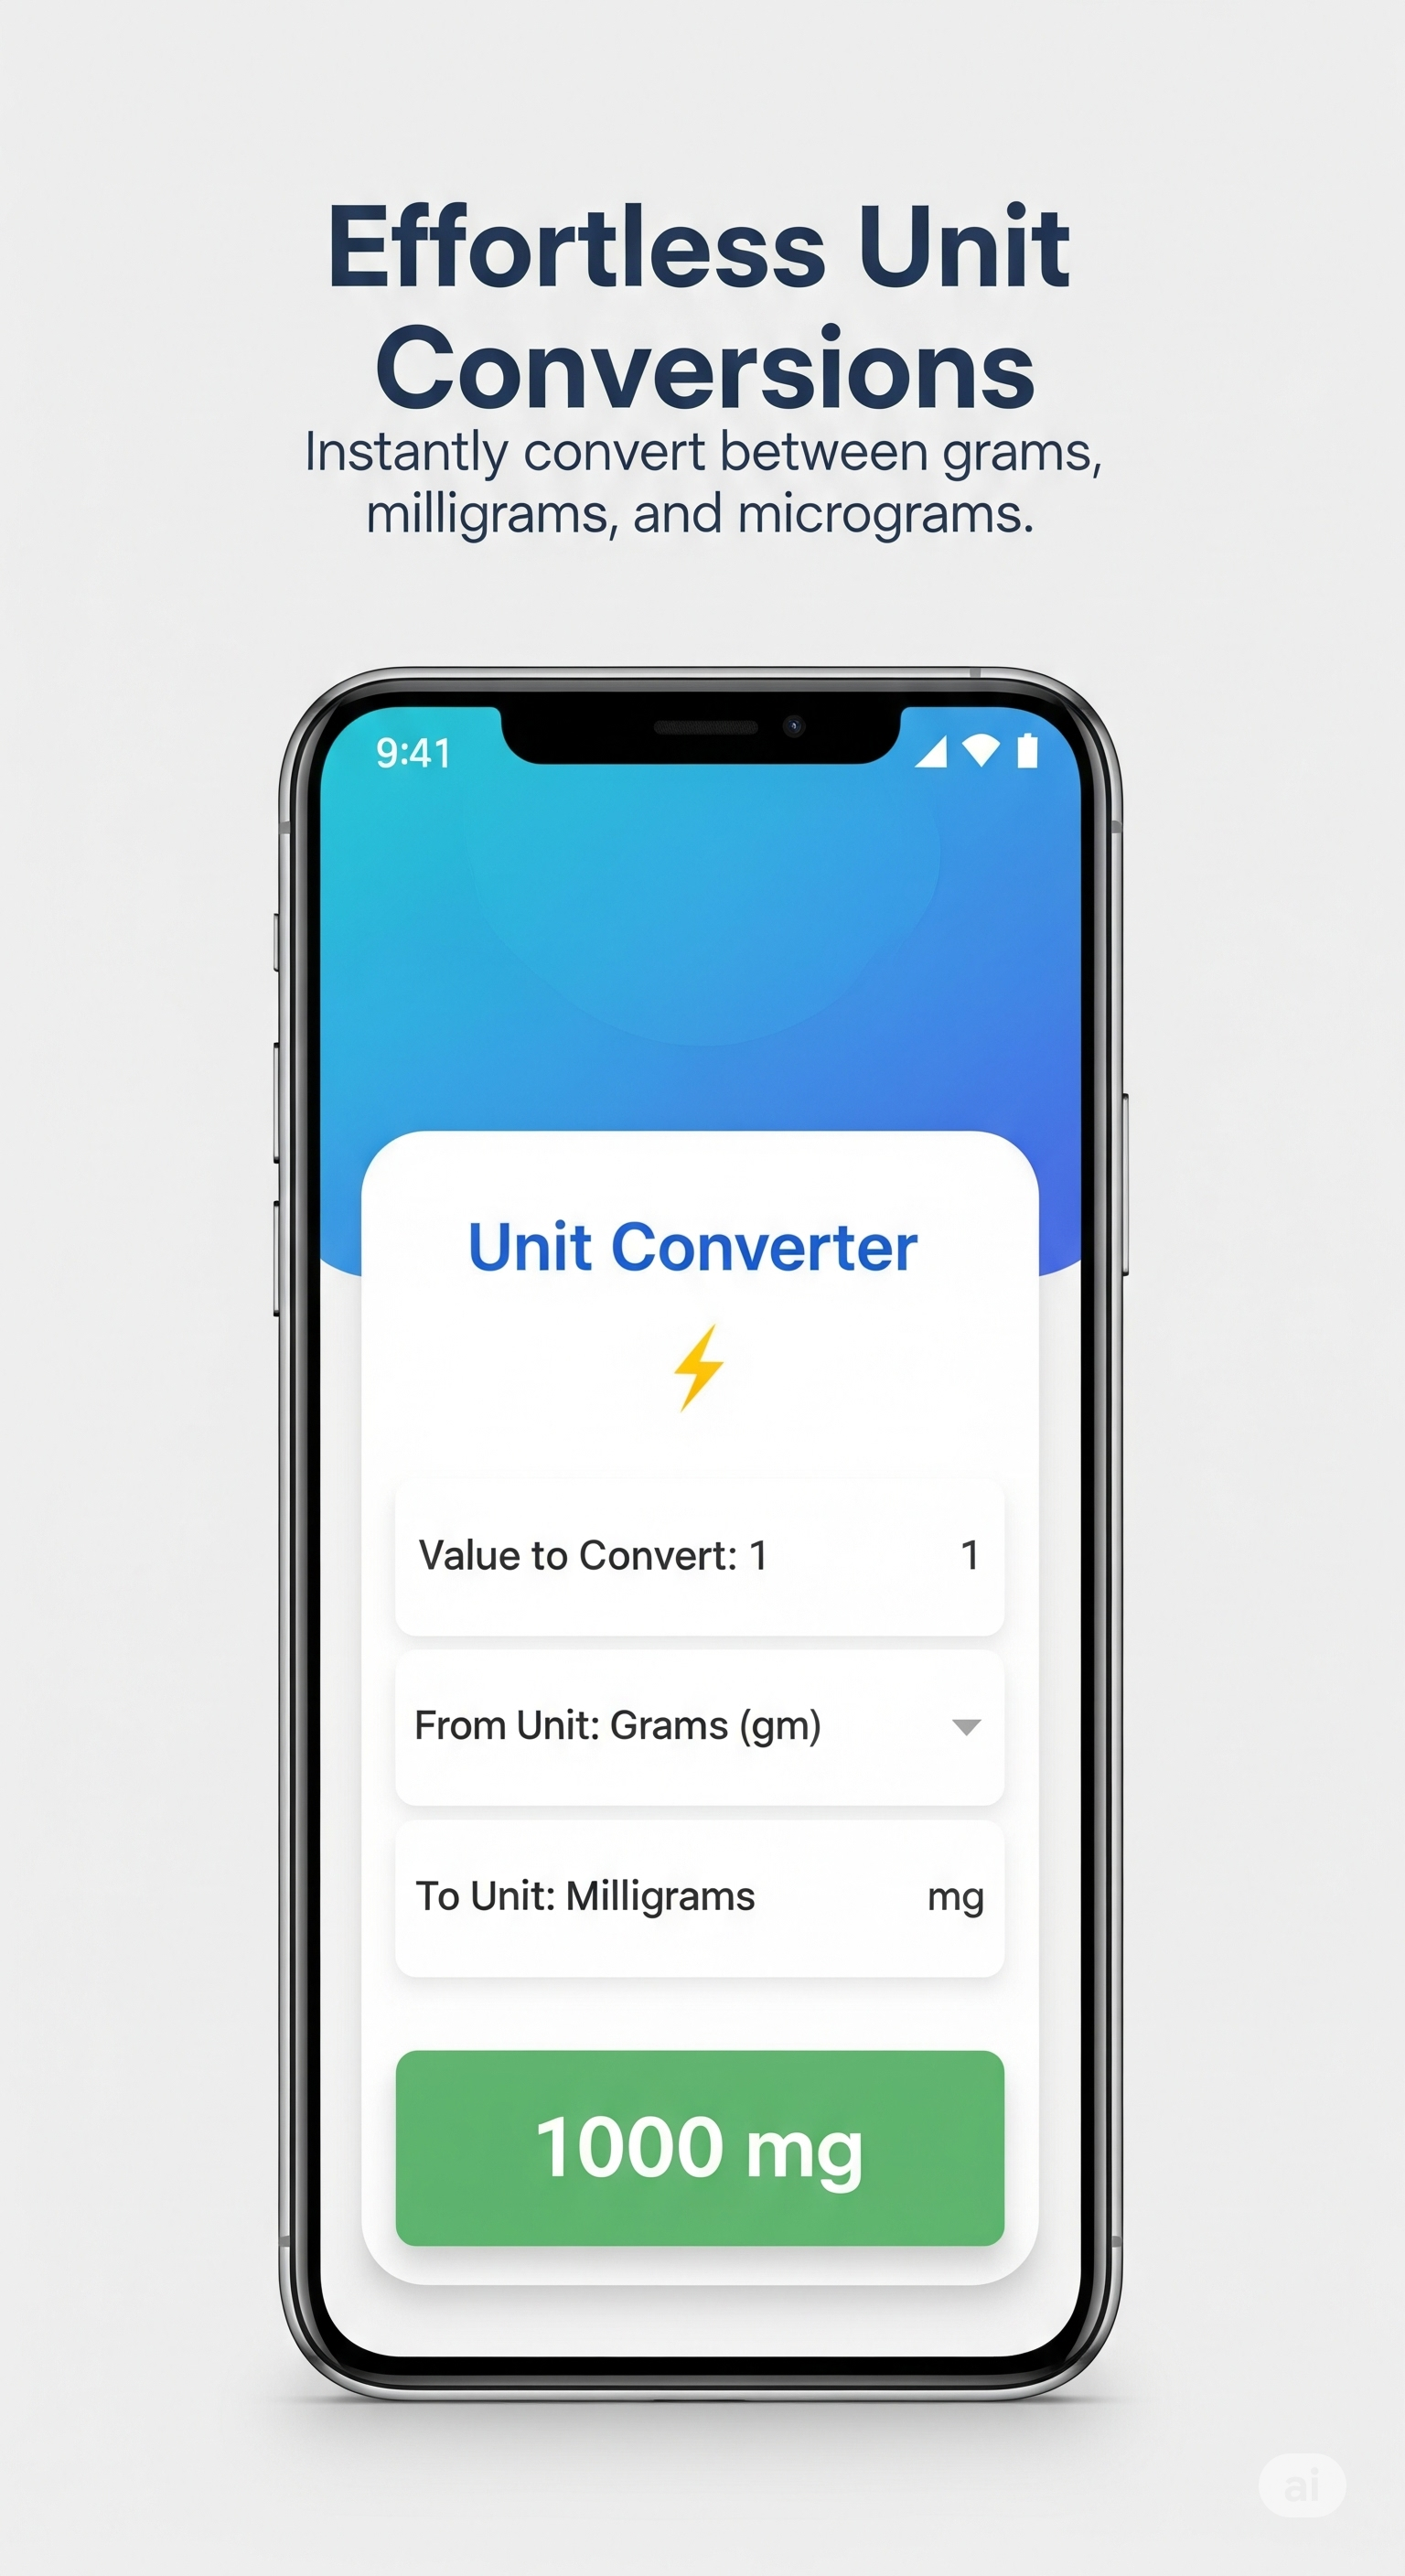 Effortless Unit
Conversions
Instantly convert between grams,
milligrams, and micrograms.
9:41
Unit Converter
Value to Convert: 1 1
From Unit: Grams (gm)
To Unit: Milligrams mg
1000 mg
ai